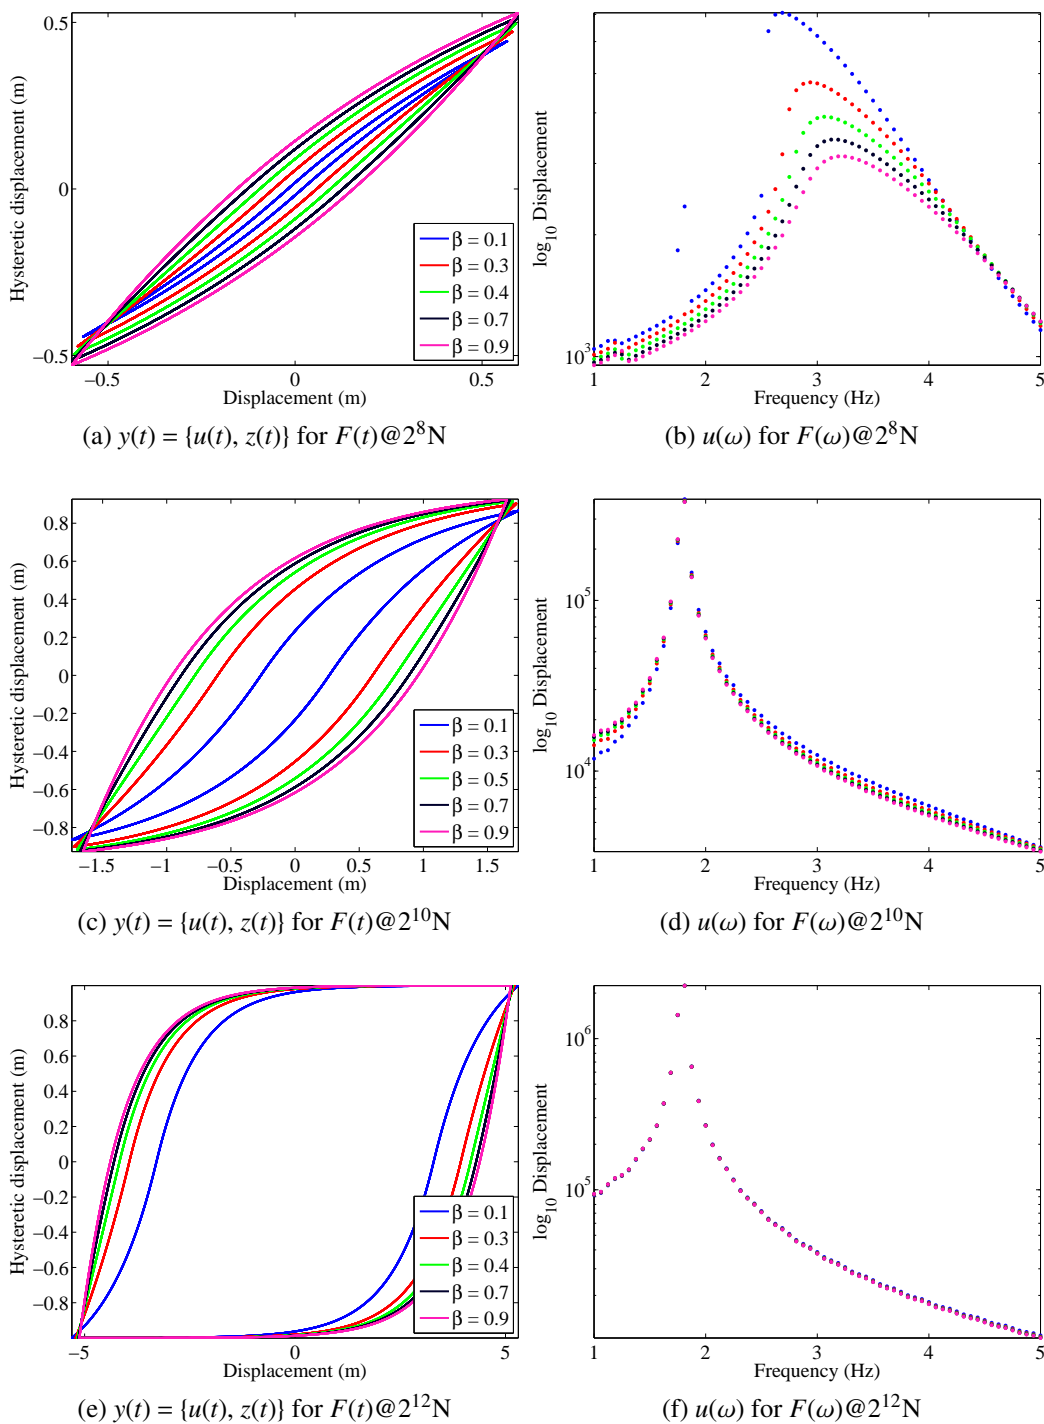 0.5
0
−0.5
−0.5
0
0.5
Hysteretic displacement (m)
Displacement (m)
β = 0.1
β = 0.3
β = 0.4
β = 0.7
β = 0.9
(a) y(t) = {u(t), z(t)} for F(t)@2⁸N
10³
1
2
3
4
5
log₁₀ Displacement
Frequency (Hz)
(b) u(ω) for F(ω)@2⁸N
0.8
0.6
0.4
0.2
0
−0.2
−0.4
−0.6
−0.8
−1.5
−1
−0.5
0
0.5
1
1.5
Hysteretic displacement (m)
Displacement (m)
β = 0.1
β = 0.3
β = 0.5
β = 0.7
β = 0.9
(c) y(t) = {u(t), z(t)} for F(t)@2¹⁰N
10⁵
10⁴
1
2
3
4
5
log₁₀ Displacement
Frequency (Hz)
(d) u(ω) for F(ω)@2¹⁰N
0.8
0.6
0.4
0.2
0
−0.2
−0.4
−0.6
−0.8
−5
0
5
Hysteretic displacement (m)
Displacement (m)
β = 0.1
β = 0.3
β = 0.4
β = 0.7
β = 0.9
(e) y(t) = {u(t), z(t)} for F(t)@2¹²N
10⁶
10⁵
1
2
3
4
5
log₁₀ Displacement
Frequency (Hz)
(f) u(ω) for F(ω)@2¹²N